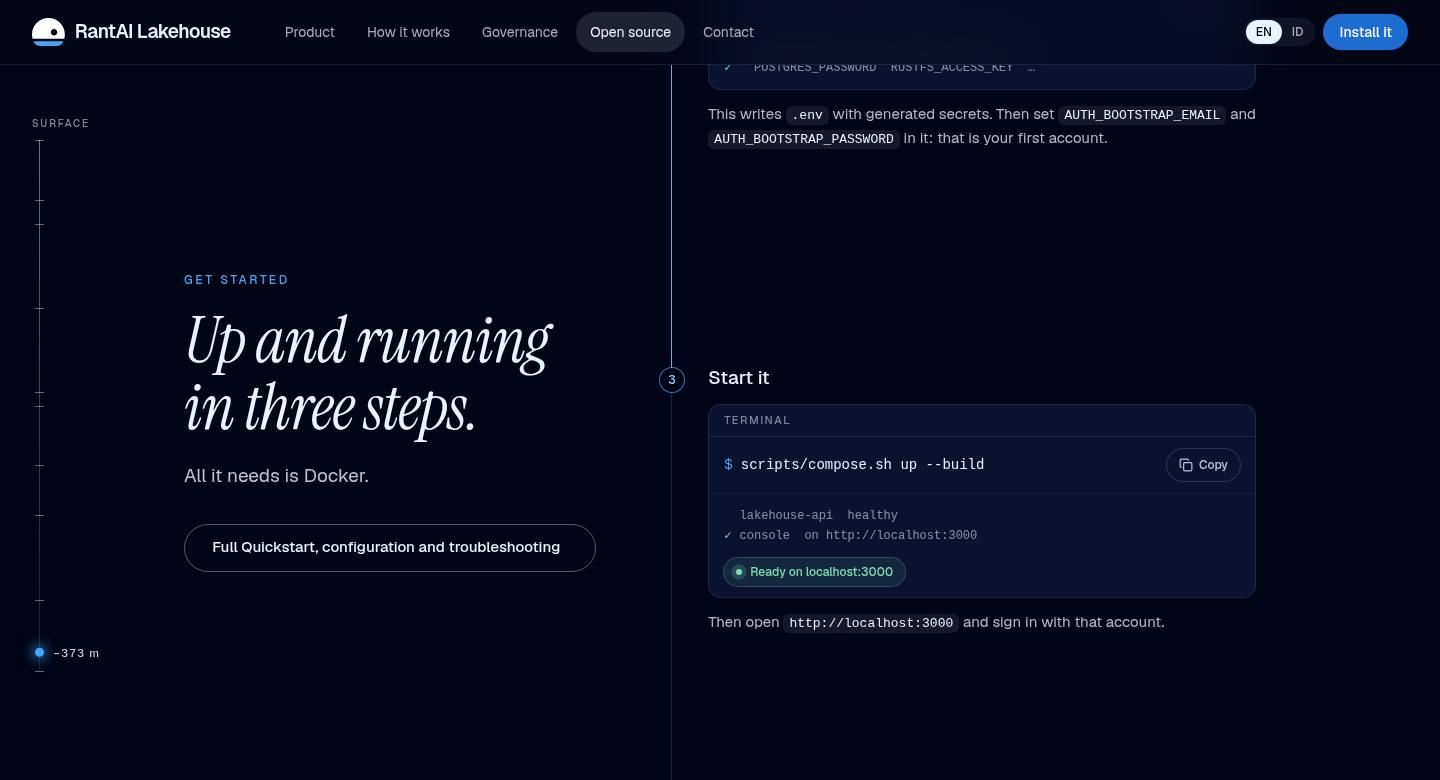 RantAI Lakehouse
Product
How it works
Governance
Open source
Contact
EN
ID
Install it
SURFACE
−373 m
GET STARTED
Up and running
in three steps.
All it needs is Docker.
Full Quickstart, configuration and troubleshooting
✓ POSTGRES_PASSWORD RUSTFS_ACCESS_KEY …
This writes .env with generated secrets. Then set AUTH_BOOTSTRAP_EMAIL and
AUTH_BOOTSTRAP_PASSWORD in it: that is your first account.
3
Start it
TERMINAL
$ scripts/compose.sh up --build
Copy
lakehouse-api healthy
✓ console on http://localhost:3000
Ready on localhost:3000
Then open http://localhost:3000 and sign in with that account.